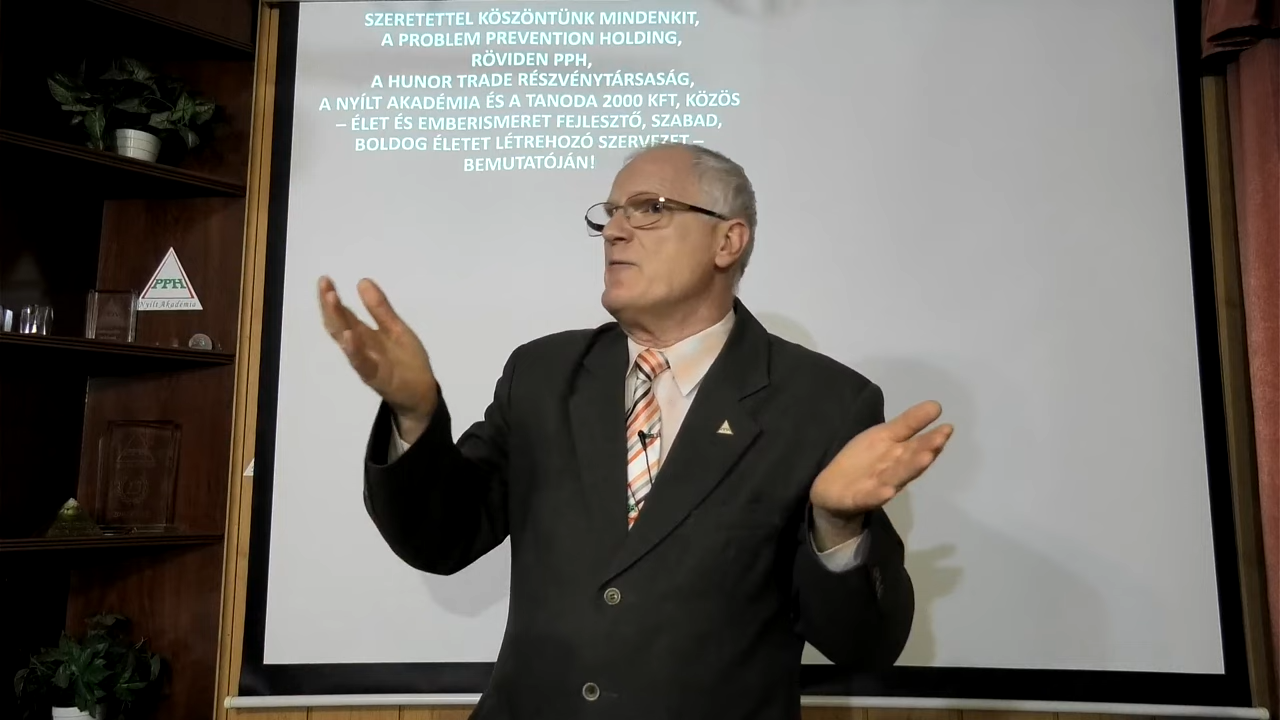 SZERETETTEL KÖSZÖNTÜNK MINDENKIT,
A PROBLEM PREVENTION HOLDING,
RÖVIDEN PPH,
A HUNOR TRADE RÉSZVÉNYTÁRSASÁG,
A NYÍLT AKADÉMIA ÉS A TANODA 2000 KFT, KÖZÖS
– ÉLET ÉS EMBERISMERET FEJLESZTŐ, SZABAD,
BOLDOG ÉLETET LÉTREHOZÓ SZERVEZET –
BEMUTATÓJÁN!
PPH
Nyílt Akadémia